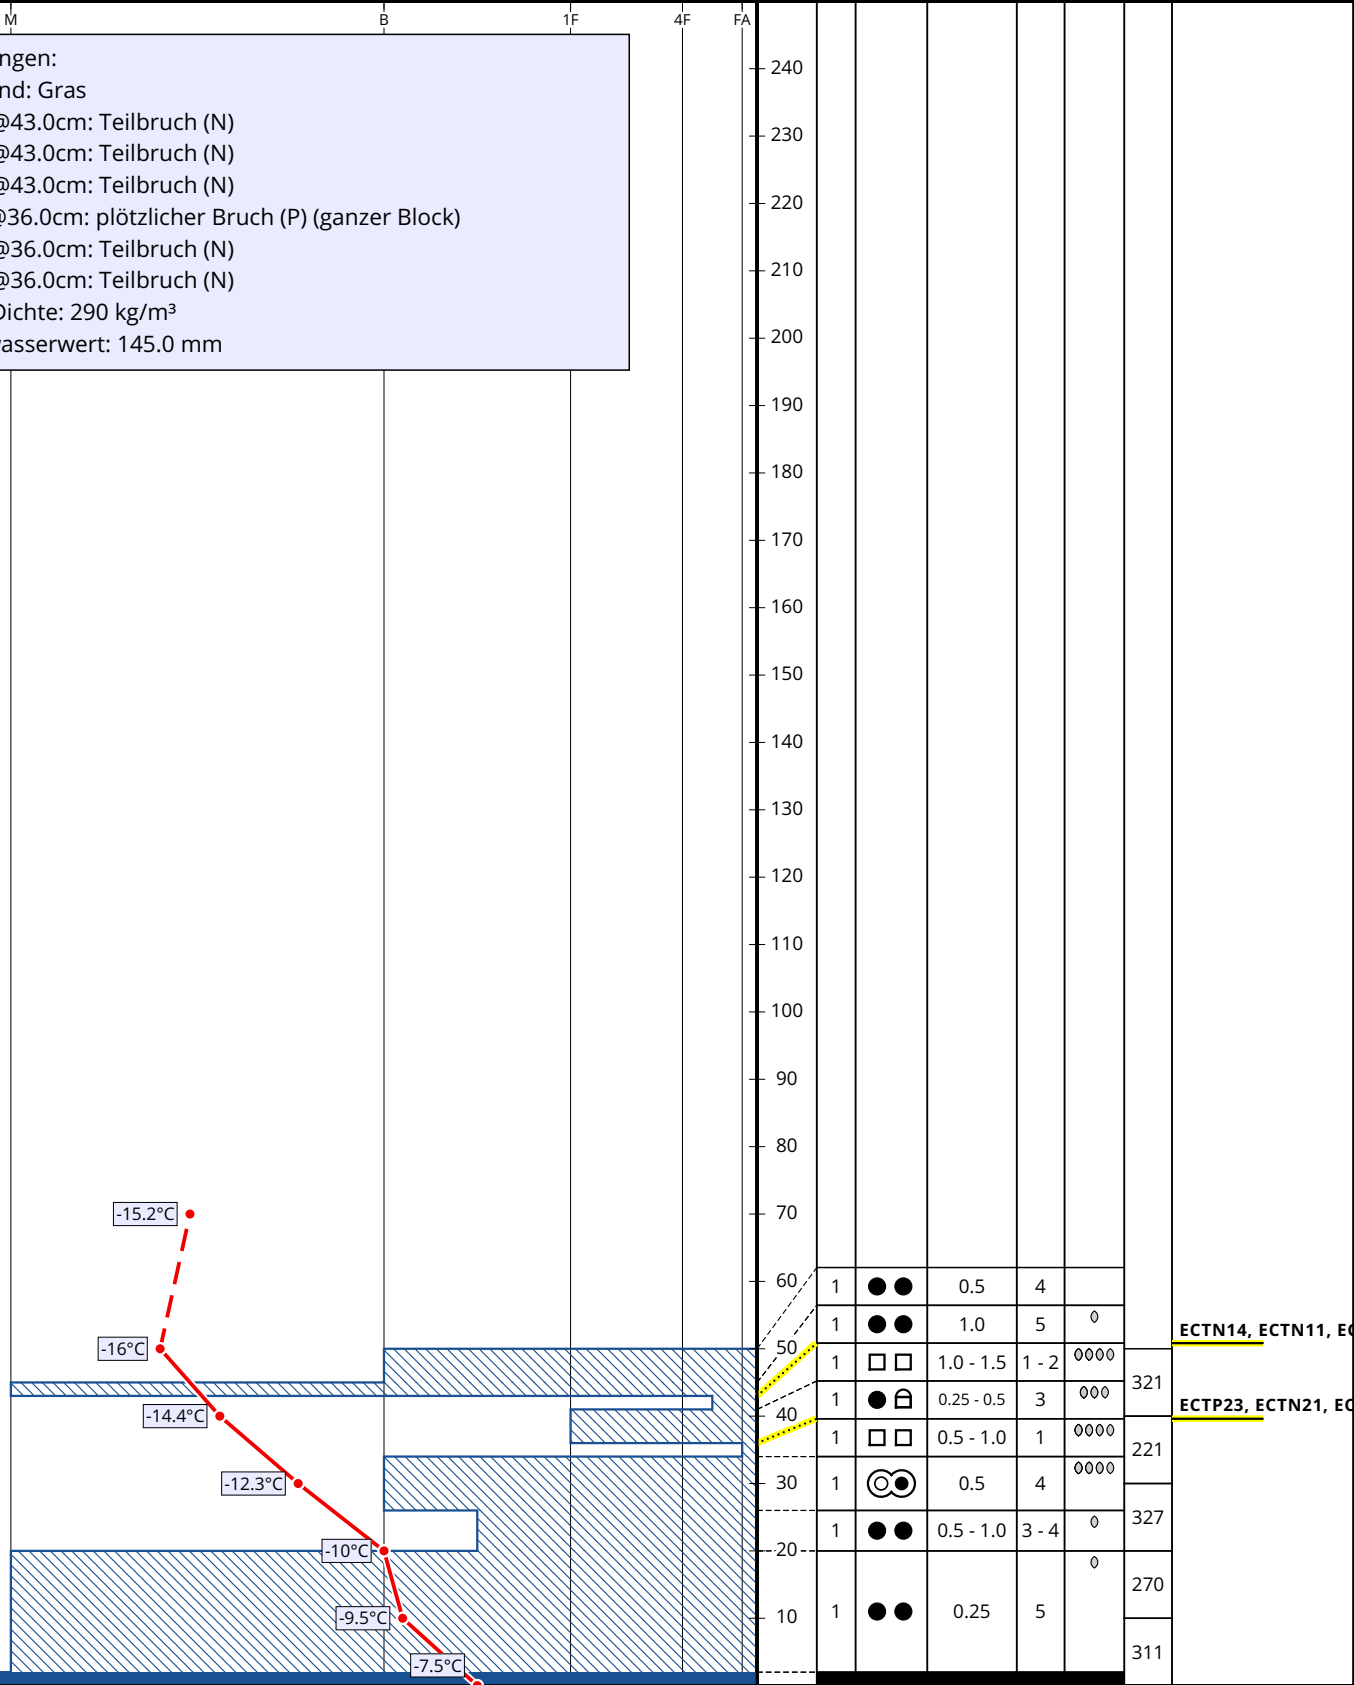 M B 1F 4F FA
ngen:
nd: Gras
@43.0cm: Teilbruch (N)
@43.0cm: Teilbruch (N)
@43.0cm: Teilbruch (N)
@36.0cm: plötzlicher Bruch (P) (ganzer Block)
@36.0cm: Teilbruch (N)
@36.0cm: Teilbruch (N)
Dichte: 290 kg/m³
asserwert: 145.0 mm
240
230
220
210
200
190
180
170
160
150
140
130
120
110
100
90
80
-15.2°C 70
60 1 0.5 4
1 1.0 5
ECTN14, ECTN11, EC
-16°C 50
1 1.0 - 1.5 1 - 2
321
1 0.25 - 0.5 3
ECTP23, ECTN21, EC
-14.4°C 40
1 0.5 - 1.0 1
221
-12.3°C 30 1 0.5 4
327
1 0.5 - 1.0 3 - 4
-10°C 20
270
-9.5°C 10 1 0.25 5
311
-7.5°C